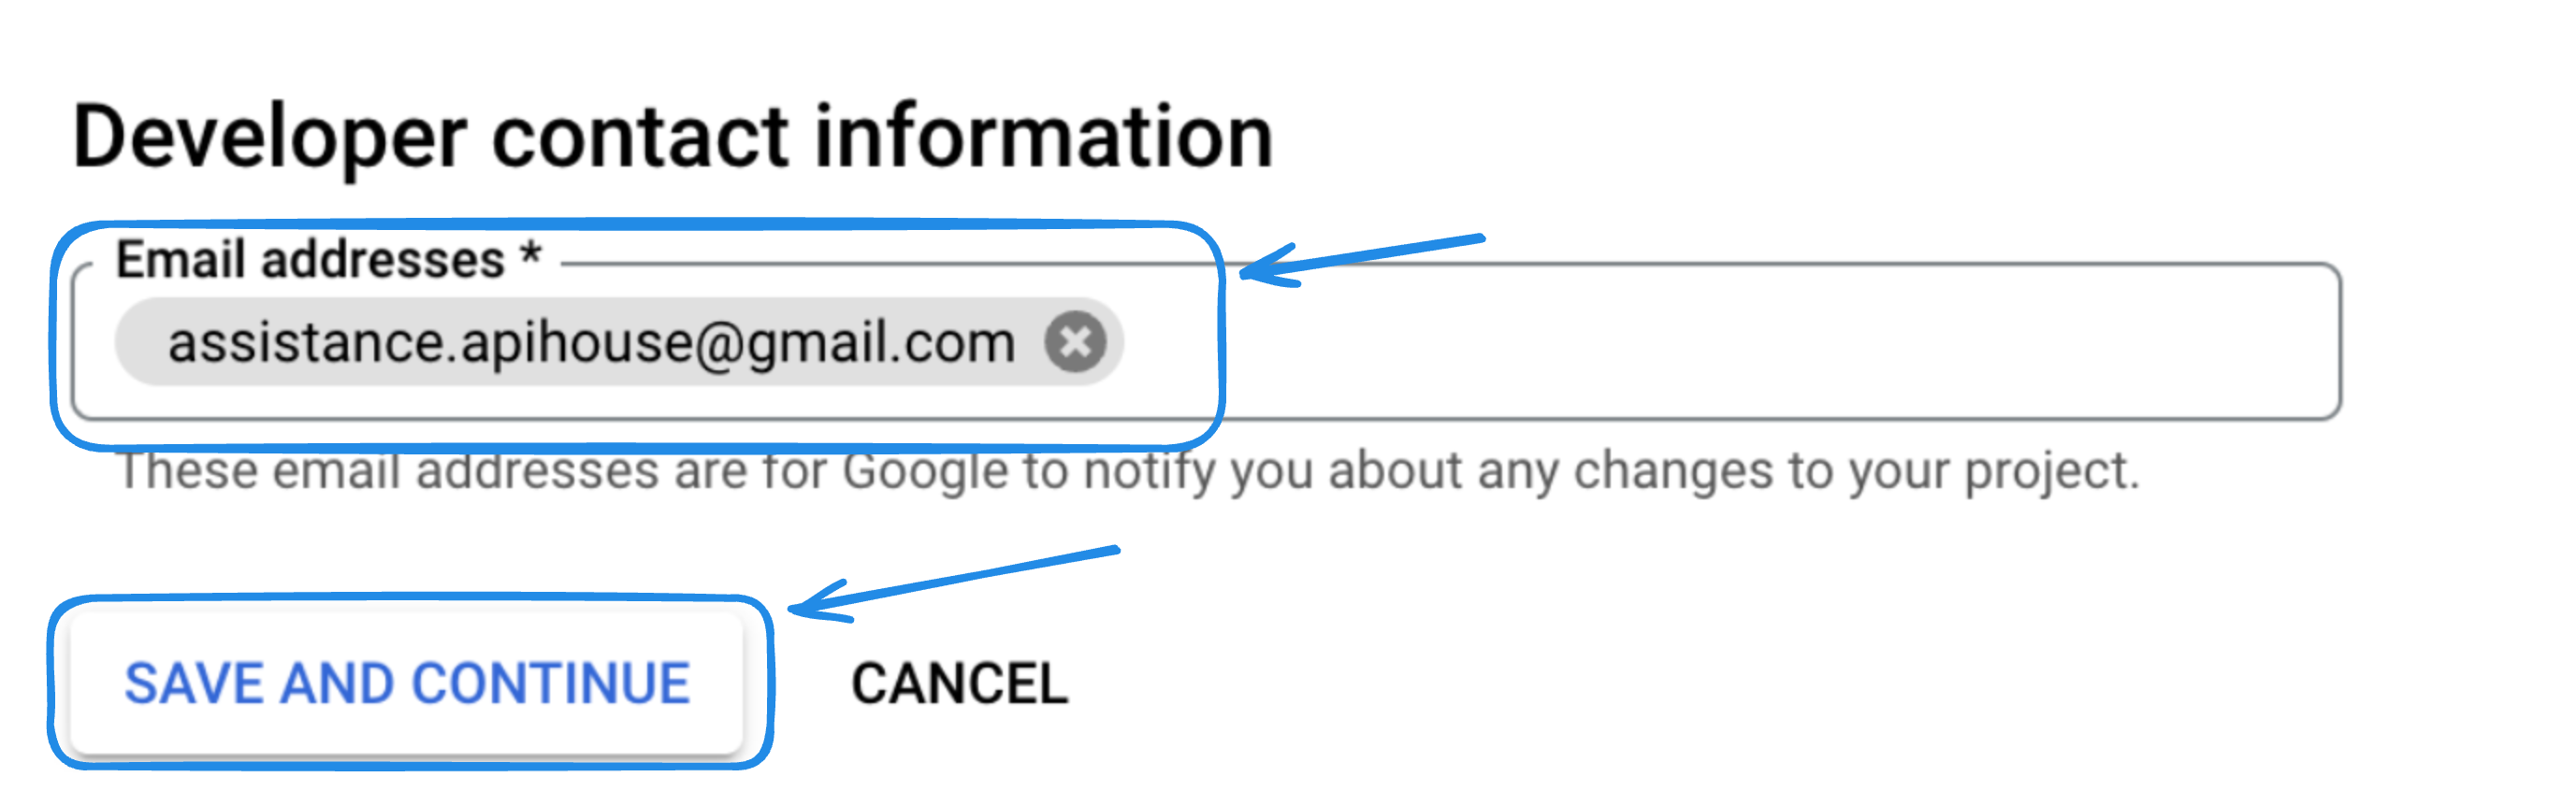 Developer contact information
Email addresses *
assistance.apihouse@gmail.com
These email addresses are for Google to notify you about any changes to your project.
SAVE AND CONTINUE CANCEL